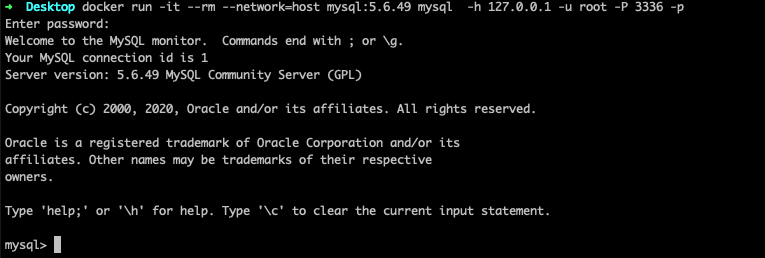 ➜  Desktop docker run -it --rm --network=host mysql:5.6.49 mysql  -h 127.0.0.1 -u root -P 3336 -p
Enter password:
Welcome to the MySQL monitor.  Commands end with ; or \g.
Your MySQL connection id is 1
Server version: 5.6.49 MySQL Community Server (GPL)

Copyright (c) 2000, 2020, Oracle and/or its affiliates. All rights reserved.

Oracle is a registered trademark of Oracle Corporation and/or its
affiliates. Other names may be trademarks of their respective
owners.

Type 'help;' or '\h' for help. Type '\c' to clear the current input statement.

mysql>